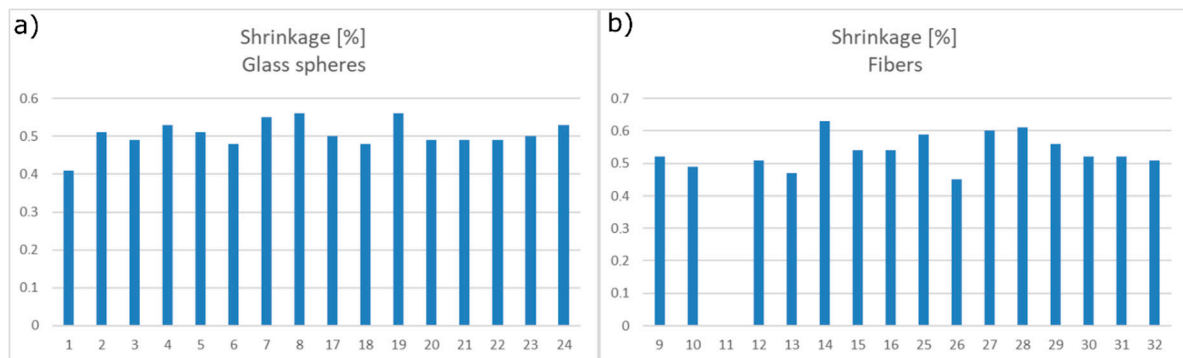 a)
Shrinkage [%]
Glass spheres
0.6
0.5
0.4
0.3
0.2
0.1
0
1 2 3 4 5 6 7 8 17 18 19 20 21 22 23 24
b)
Shrinkage [%]
Fibers
0.7
0.6
0.5
0.4
0.3
0.2
0.1
0
9 10 11 12 13 14 15 16 25 26 27 28 29 30 31 32